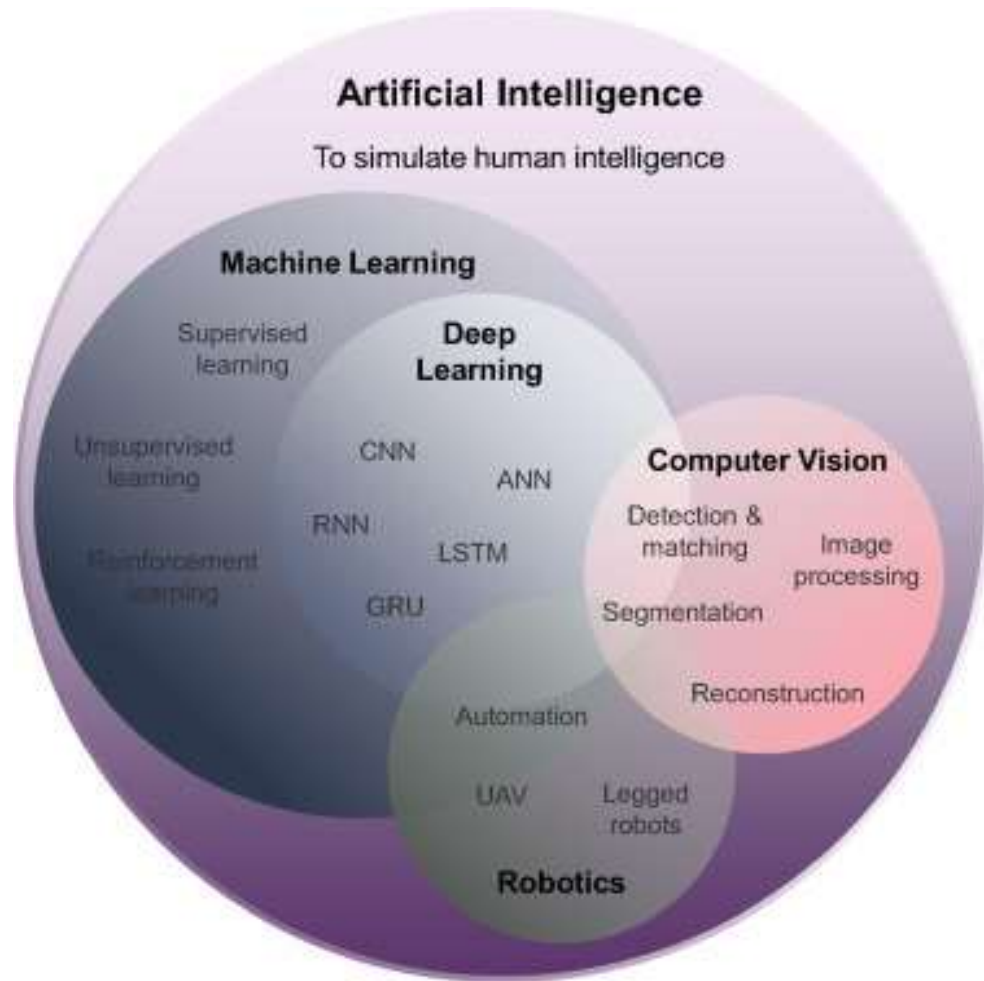 Artificial Intelligence
To simulate human intelligence
Machine Learning
Supervised
learning
Unsupervised
learning
Reinforcement
learning
Deep
Learning
CNN
ANN
RNN
LSTM
GRU
Computer Vision
Detection &
matching
Image
processing
Segmentation
Reconstruction
Automation
UAV
Legged
robots
Robotics